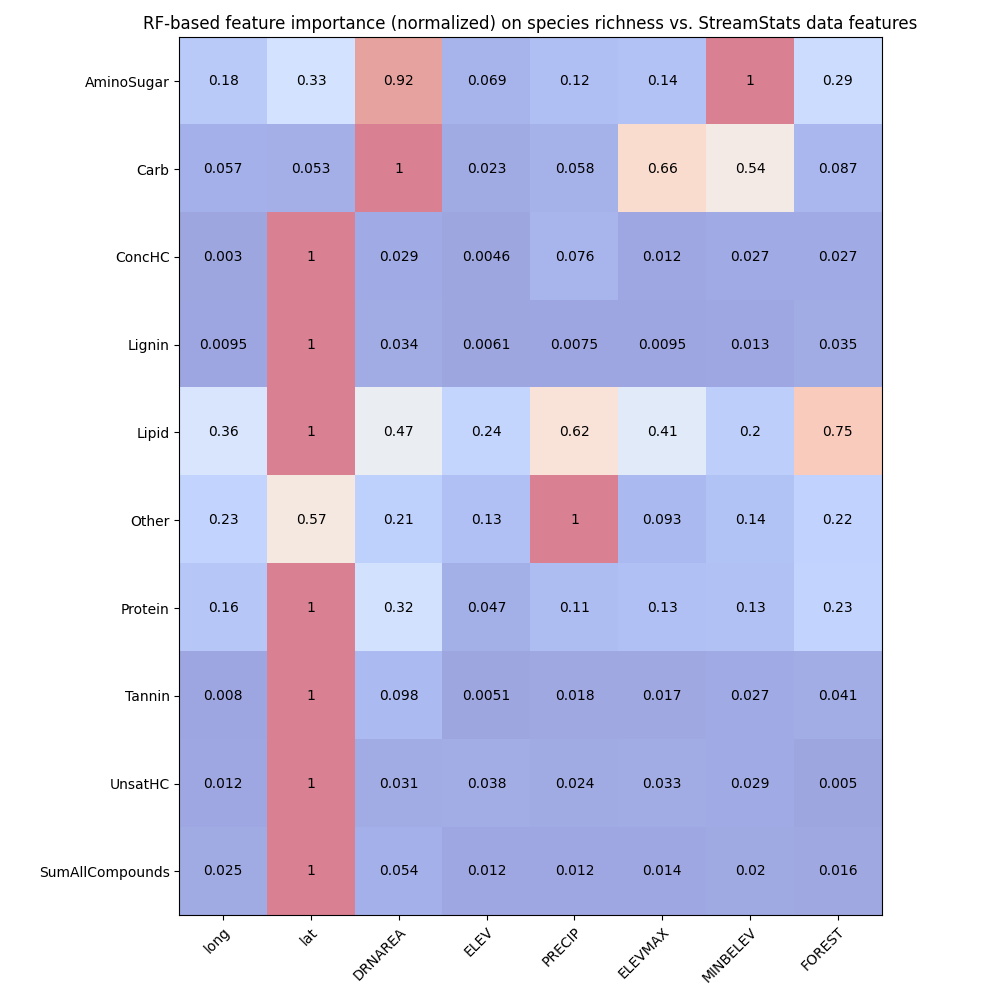 RF-based feature importance (normalized) on species richness vs. StreamStats data features
AminoSugar 0.18 0.33 0.92 0.069 0.12 0.14 1 0.29
Carb 0.057 0.053 1 0.023 0.058 0.66 0.54 0.087
ConcHC 0.003 1 0.029 0.0046 0.076 0.012 0.027 0.027
Lignin 0.0095 1 0.034 0.0061 0.0075 0.0095 0.013 0.035
Lipid 0.36 1 0.47 0.24 0.62 0.41 0.2 0.75
Other 0.23 0.57 0.21 0.13 1 0.093 0.14 0.22
Protein 0.16 1 0.32 0.047 0.11 0.13 0.13 0.23
Tannin 0.008 1 0.098 0.0051 0.018 0.017 0.027 0.041
UnsatHC 0.012 1 0.031 0.038 0.024 0.033 0.029 0.005
SumAllCompounds 0.025 1 0.054 0.012 0.012 0.014 0.02 0.016
long lat DRNAREA ELEV PRECIP ELEVMAX MINBELEV FOREST